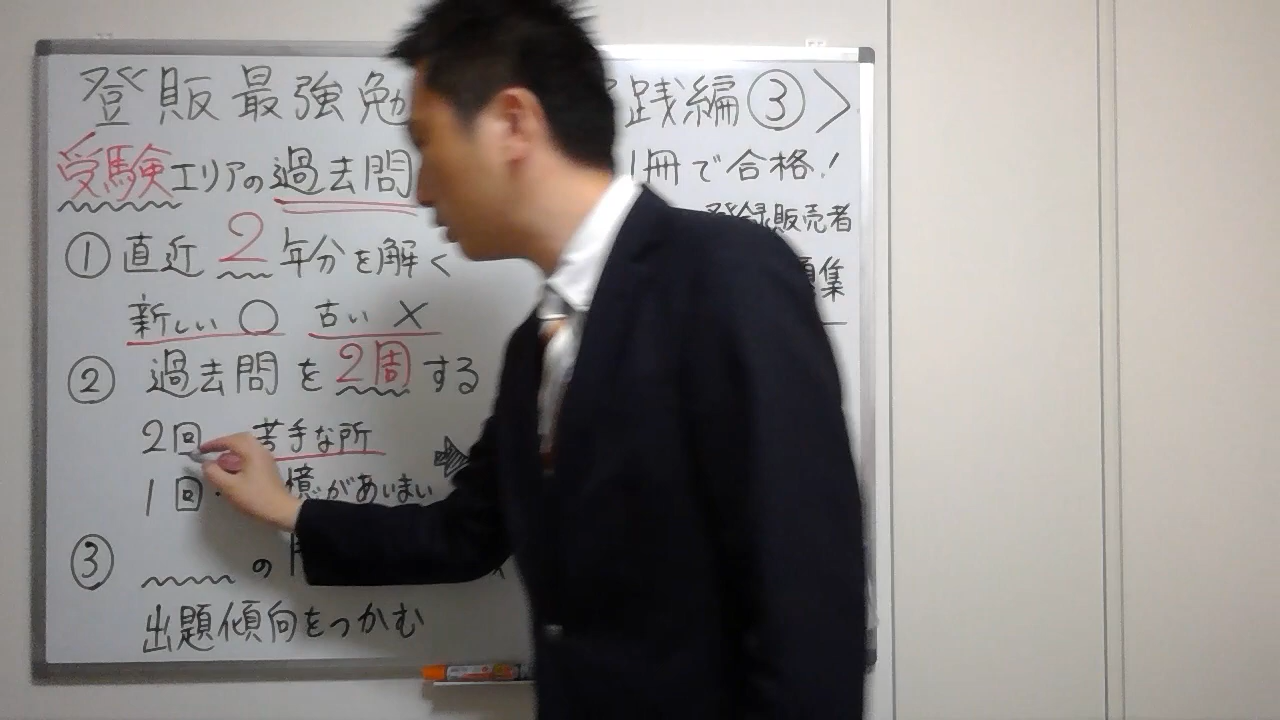 登販最強勉 践編③>
受験エリアの過去問 1冊で合格!
登録販売者
①直近2年分を解く 集
新しい○ 古い×
②過去問を2周する
2回 苦手な所
1回 憶があいまい
③ の
出題傾向をつかむ